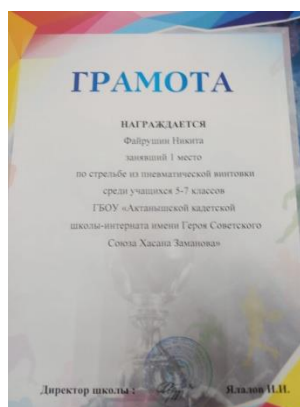 ГРАМОТА
НАГРАЖДАЕТСЯ
Файрушин Никита
занявший 1 место
по стрельбе из пневматической винтовки
среди учащихся 5-7 классов
ГБОУ «Актанышской кадетской
школы-интерната имени Героя Советского
Союза Хасана Заманова»
Директор школы : Ялалов И.И.